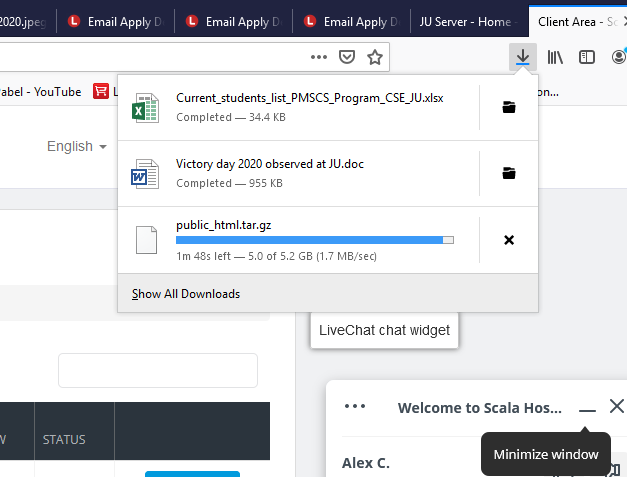 2020.jpeg
Email Apply De
Email Apply De
Email Apply De
JU Server - Home -
Client Area - Sc
abel - YouTube
on...
English
Current_students_list_PMSCS_Program_CSE_JU.xlsx
Completed — 34.4 KB
Victory day 2020 observed at JU.doc
Completed — 955 KB
public_html.tar.gz
1m 48s left — 5.0 of 5.2 GB (1.7 MB/sec)
Show All Downloads
LiveChat chat widget
W
STATUS
Welcome to Scala Hos...
Alex C.
Minimize window